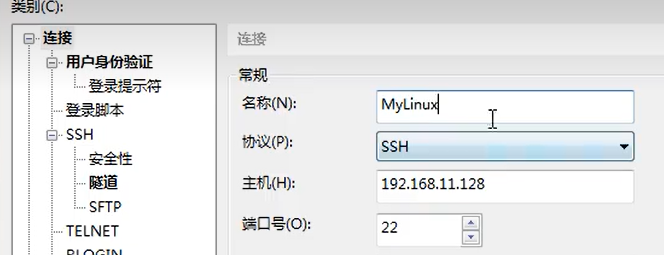 类别(C):
连接
用户身份验证
登录提示符
登录脚本
SSH
安全性
隧道
SFTP
TELNET
RLOGIN
连接
常规
名称(N):
MyLinux
协议(P):
SSH
主机(H):
192.168.11.128
端口号(O):
22